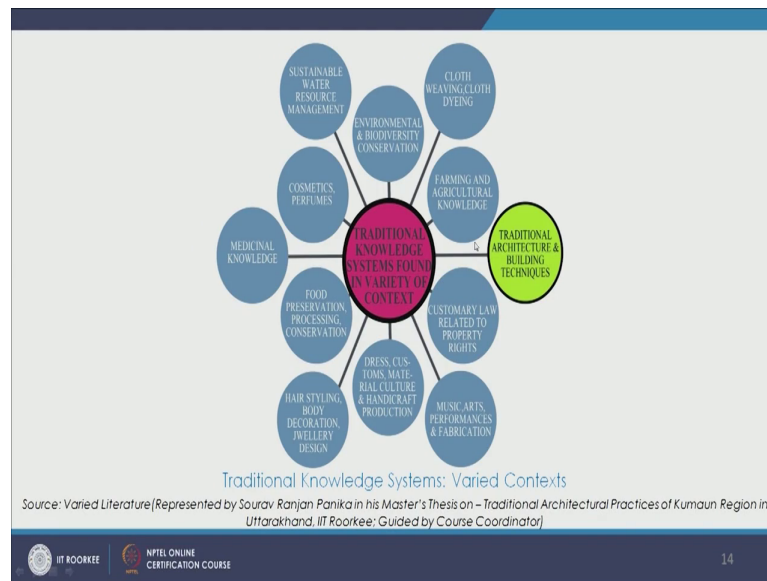 SUSTAINABLE
WATER
RESOURCE
MANAGEMENT
CLOTH
WEAVING,CLOTH
DYEING
ENVIRONMENTAL
& BIODIVERSITY
CONSERVATION
COSMETICS,
PERFUMES
FARMING AND
AGRICULTURAL
KNOWLEDGE
MEDICINAL
KNOWLEDGE
TRADITIONAL
KNOWLEDGE
SYSTEMS FOUND
IN VARIETY OF
CONTEXT
TRADITIONAL
ARCHITECTURE &
BUILDING
TECHNIQUES
FOOD
PRESERVATION,
PROCESSING,
CONSERVATION
CUSTOMARY LAW
RELATED TO
PROPERTY
RIGHTS
DRESS, CUS-
TOMS, MATE-
RIAL CULTURE
& HANDICRAFT
PRODUCTION
HAIR STYLING,
BODY
DECORATION,
JWELLERY
DESIGN
MUSIC,ARTS,
PERFORMANCES
& FABRICATION
Traditional Knowledge Systems: Varied Contexts
Source: Varied Literature(Represented by Sourav Ranjan Panika in his Master's Thesis on – Traditional Architectural Practices of Kumaun Region in
Uttarakhand, IIT Roorkee; Guided by Course Coordinator)
IIT ROORKEE
NPTEL ONLINE
CERTIFICATION COURSE
NPTEL
14